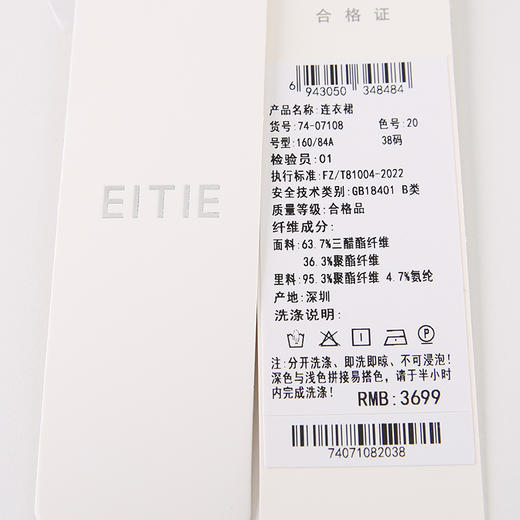 EITIE
合格证
6 943050 348484
产品名称:连衣裙
货号:74-07108 色号:20
号型:160/84A 38码
检验员:01
执行标准:FZ/T81004-2022
安全技术类别:GB18401 B类
质量等级:合格品
纤维成分:
面料:63.7%三醋酯纤维
36.3%聚酯纤维
里料:95.3%聚酯纤维 4.7%氨纶
产地:深圳
洗涤说明:
P
注:分开洗涤、即洗即晾、不可浸泡!
深色与浅色拼接易搭色,请于半小时
内完成洗涤!
RMB:3699
74071082038